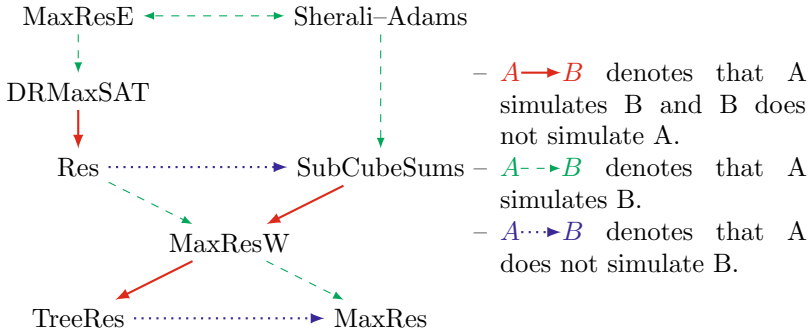 MaxResE Sherali–Adams
DRMaxSAT
Res SubCubeSums
MaxResW
TreeRes MaxRes
– A B denotes that A
simulates B and B does
not simulate A.
– A B denotes that A
simulates B.
– A B denotes that A
does not simulate B.